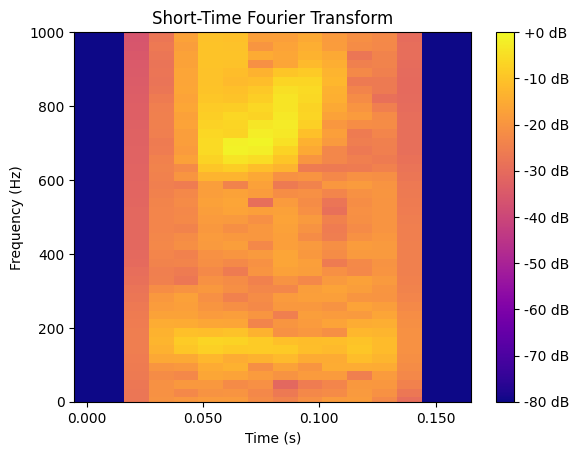 Short-Time Fourier Transform
1000
800
600
400
200
0
Frequency (Hz)
0.000
0.050
0.100
0.150
Time (s)
+0 dB
-10 dB
-20 dB
-30 dB
-40 dB
-50 dB
-60 dB
-70 dB
-80 dB